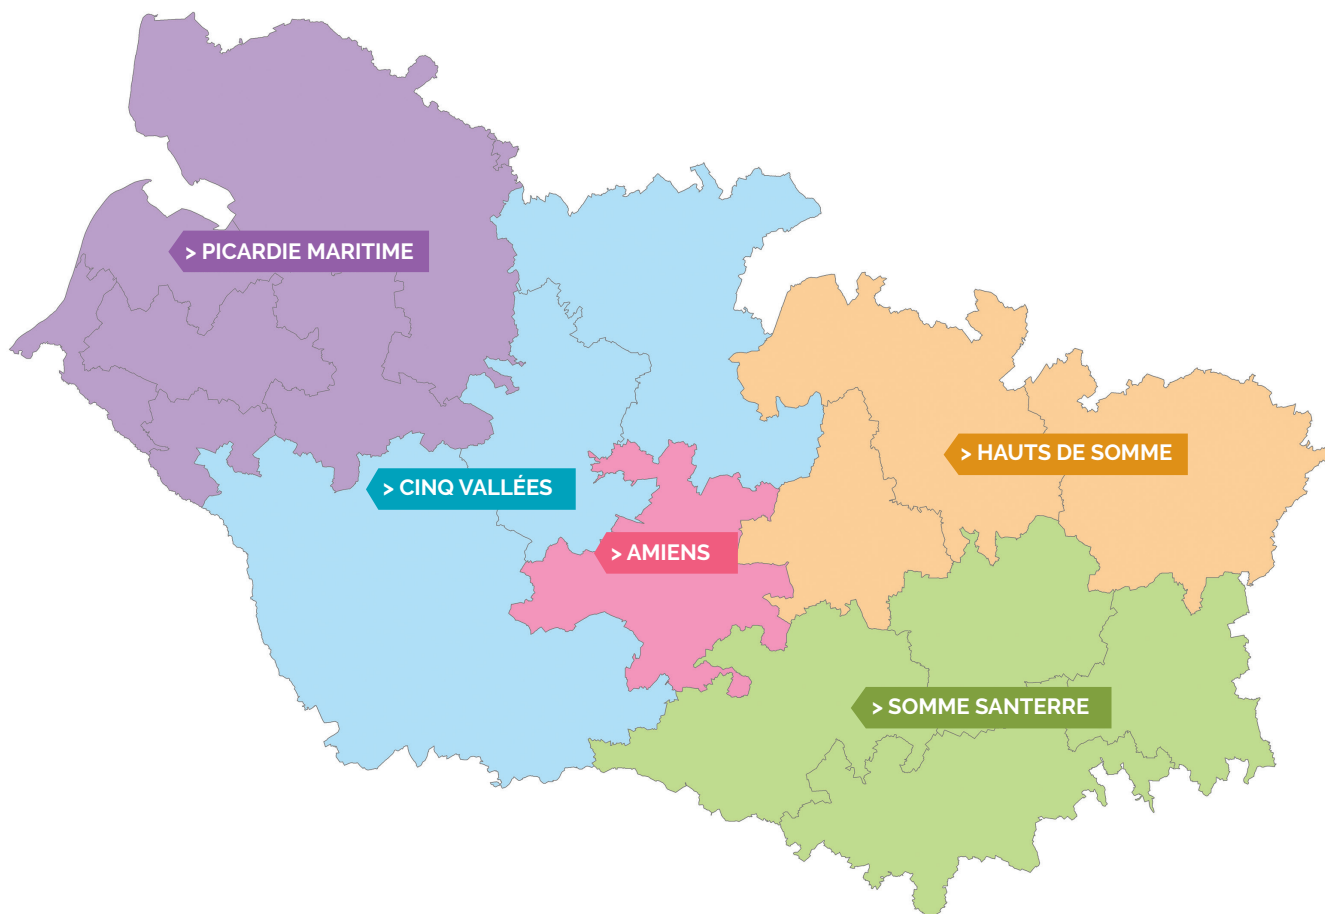 > PICARDIE MARITIME
> HAUTS DE SOMME
> CINQ VALLÉES
> AMIENS
> SOMME SANTERRE